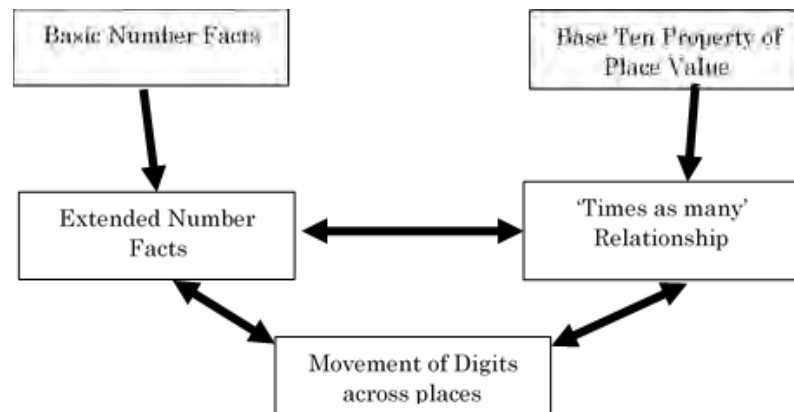 Basic Number Facts
Base Ten Property of
Place Value
Extended Number
Facts
‘Times as many’
Relationship
Movement of Digits
across places